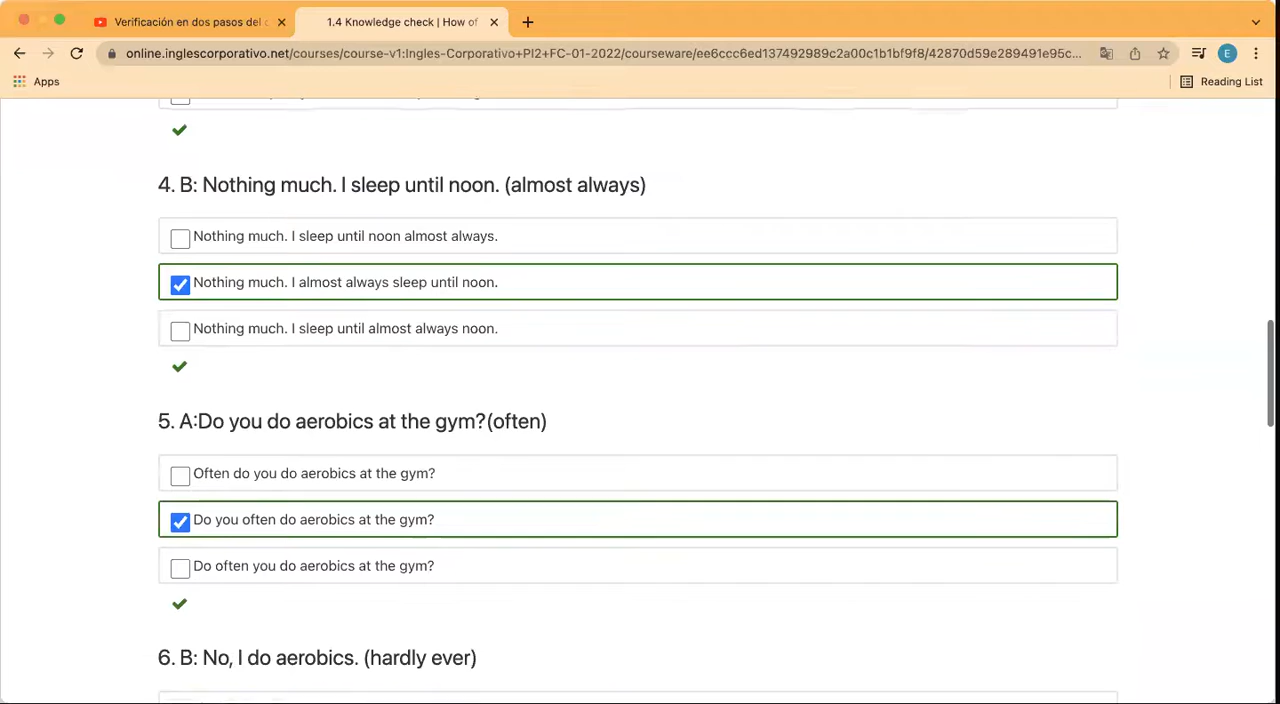 Verificación en dos pasos del
1.4 Knowledge check | How of
online.inglescorporativo.net/courses/course-v1:Ingles-Corporativo+PI2+FC-01-2022/courseware/ee6ccc6ed137492989c2a00c1b1bf9f8/42870d59e289491e95c...
E
Apps
Reading List
4. B: Nothing much. I sleep until noon. (almost always)
Nothing much. I sleep until noon almost always.
Nothing much. I almost always sleep until noon.
Nothing much. I sleep until almost always noon.
5. A:Do you do aerobics at the gym?(often)
Often do you do aerobics at the gym?
Do you often do aerobics at the gym?
Do often you do aerobics at the gym?
6. B: No, I do aerobics. (hardly ever)